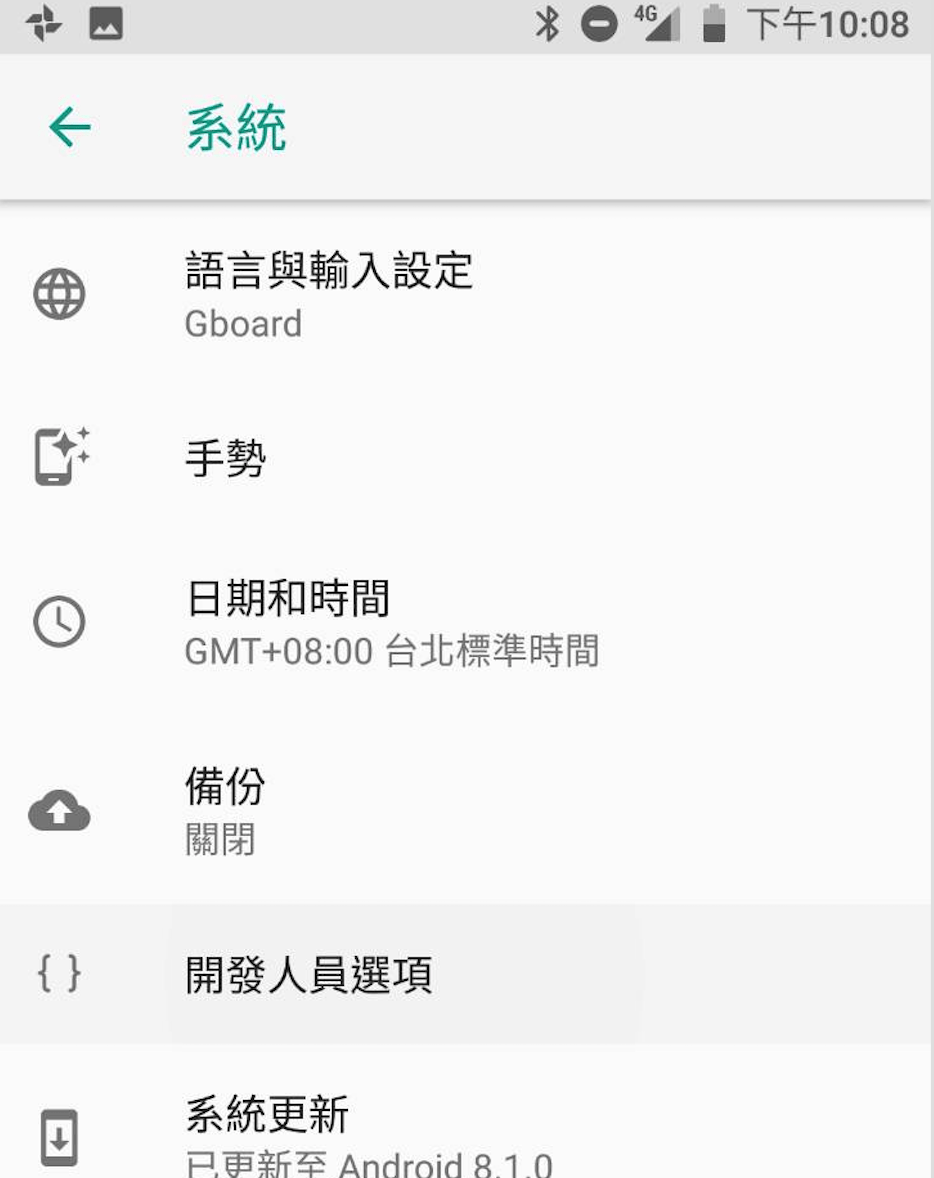 4G 下午10:08
系統
語言與輸入設定
Gboard
手勢
日期和時間
GMT+08:00 台北標準時間
備份
關閉
{ } 開發人員選項
系統更新
已更新至 Android 8.1.0